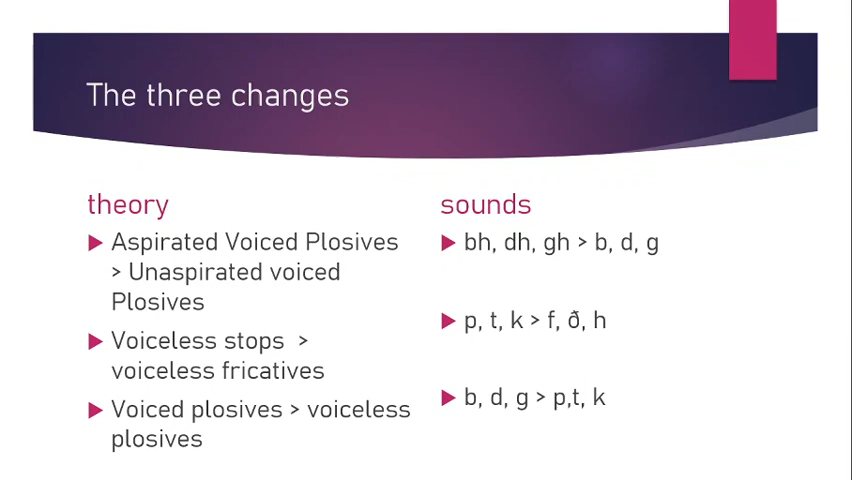 The three changes
theory
Aspirated Voiced Plosives
> Unaspirated voiced
Plosives
Voiceless stops >
voiceless fricatives
Voiced plosives > voiceless
plosives
sounds
bh, dh, gh > b, d, g
p, t, k > f, ð, h
b, d, g > p,t, k